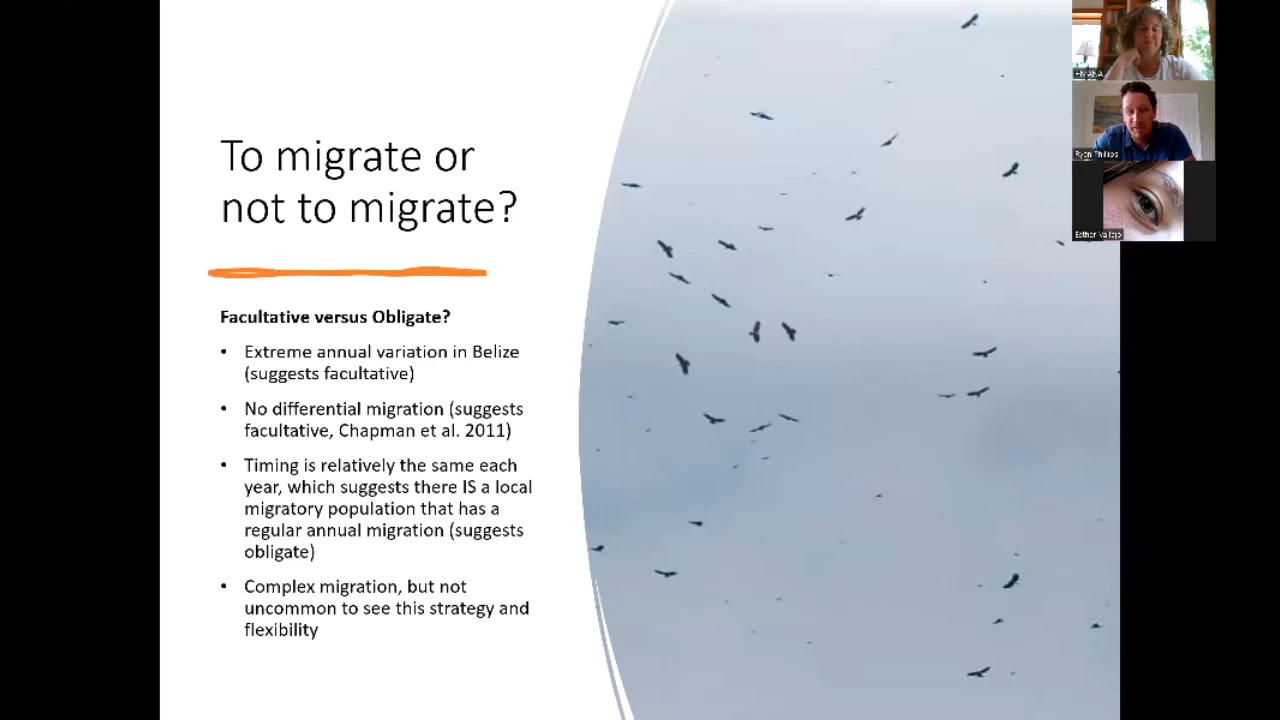 To migrate or
not to migrate?
Facultative versus Obligate?
• Extreme annual variation in Belize
(suggests facultative)
• No differential migration (suggests
facultative, Chapman et al. 2011)
• Timing is relatively the same each
year, which suggests there IS a local
migratory population that has a
regular annual migration (suggests
obligate)
• Complex migration, but not
uncommon to see this strategy and
flexibility
HMANA
Ryan Phillips
Esther Vallejo